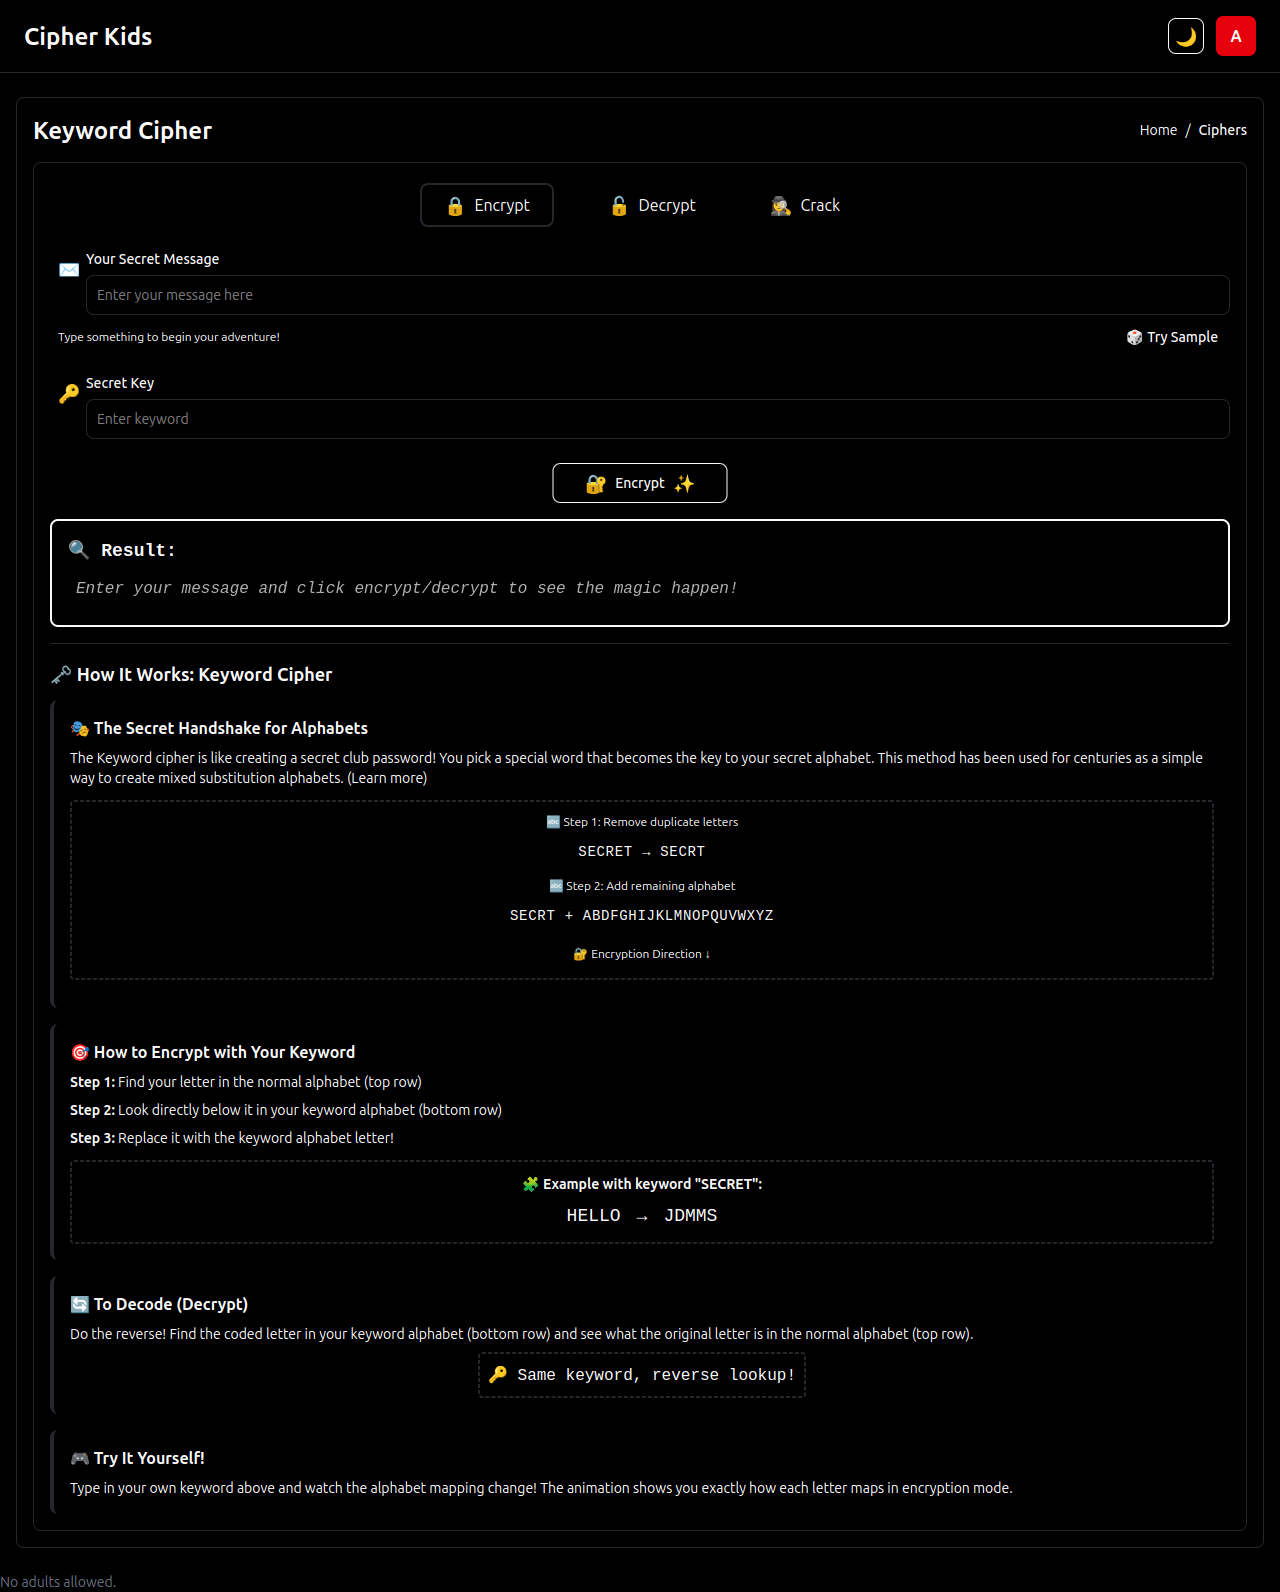 Cipher Kids
A
Keyword Cipher
Home / Ciphers
Encrypt
Decrypt
Crack
Your Secret Message
Enter your message here
Type something to begin your adventure!
Try Sample
Secret Key
Enter keyword
Encrypt
Result:
Enter your message and click encrypt/decrypt to see the magic happen!
How It Works: Keyword Cipher
The Secret Handshake for Alphabets
The Keyword cipher is like creating a secret club password! You pick a special word that becomes the key to your secret alphabet. This method has been used for centuries as a simple
way to create mixed substitution alphabets. (Learn more)
Step 1: Remove duplicate letters
SECRET → SECRT
Step 2: Add remaining alphabet
SECRT + ABDFGHIJKLMNOPQUVWXYZ
Encryption Direction ↓
How to Encrypt with Your Keyword
Step 1: Find your letter in the normal alphabet (top row)
Step 2: Look directly below it in your keyword alphabet (bottom row)
Step 3: Replace it with the keyword alphabet letter!
Example with keyword "SECRET":
HELLO → JDMMS
To Decode (Decrypt)
Do the reverse! Find the coded letter in your keyword alphabet (bottom row) and see what the original letter is in the normal alphabet (top row).
Same keyword, reverse lookup!
Try It Yourself!
Type in your own keyword above and watch the alphabet mapping change! The animation shows you exactly how each letter maps in encryption mode.
No adults allowed.